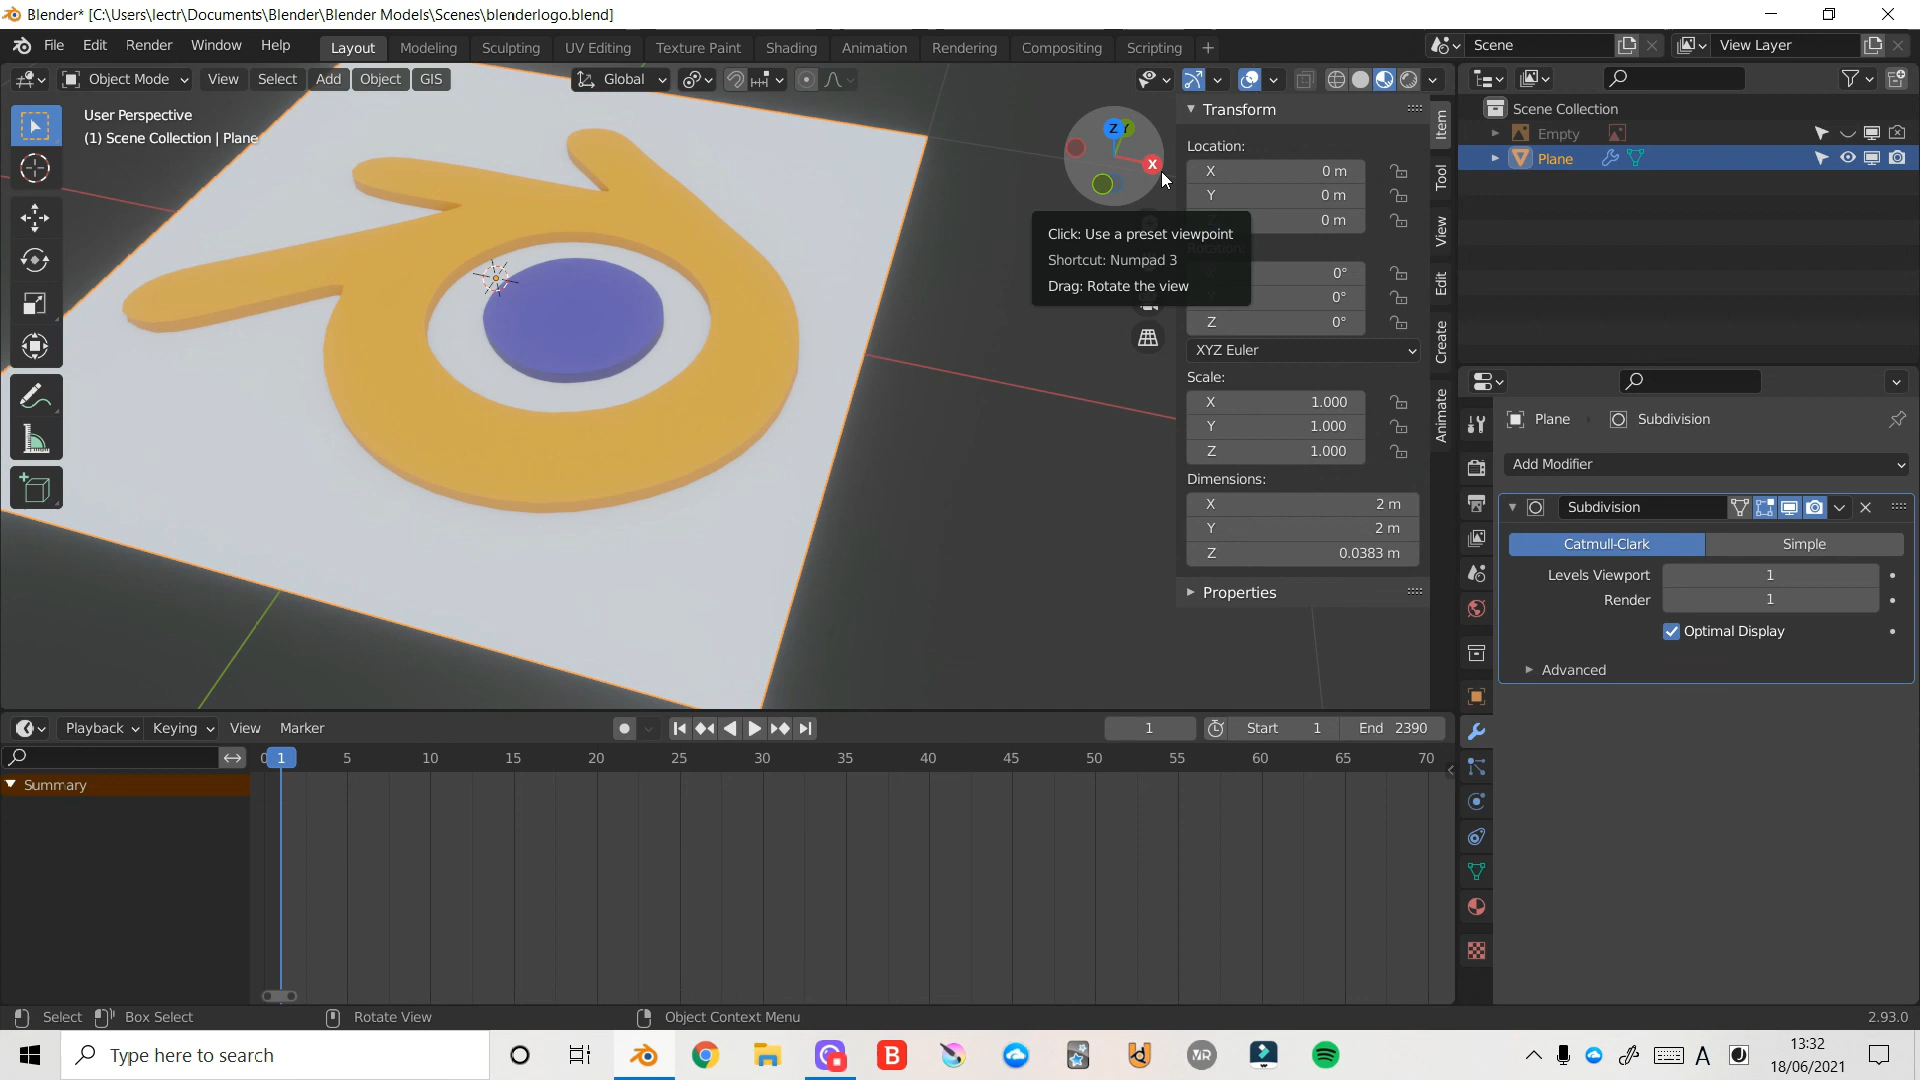 Blender* [C:\Users\lectr\Documents\Blender\Blender Models\Scenes\blenderlogo.blend]
File Edit Render Window Help Layout Modeling Sculpting UV Editing Texture Paint Shading Animation Rendering Compositing Scripting + Scene View Layer
Object Mode View Select Add Object GIS Global
User Perspective
(1) Scene Collection | Plane
Z Y
X
Click: Use a preset viewpoint
Shortcut: Numpad 3
Drag: Rotate the view
Transform
Location:
X 0 m
Y 0 m
0 m
0°
0°
Z 0°
XYZ Euler
Scale:
X 1.000
Y 1.000
Z 1.000
Dimensions:
X 2 m
Y 2 m
Z 0.0383 m
Properties
Item
Tool
View
Edit
Create
Animate
Scene Collection
Empty
Plane
Plane Subdivision
Add Modifier
Subdivision
Catmull-Clark Simple
Levels Viewport 1
Render 1
Optimal Display
Advanced
Playback Keying View Marker 1 Start 1 End 2390
0 1 5 10 15 20 25 30 35 40 45 50 55 60 65 70
Summary
Select Box Select Rotate View Object Context Menu 2.93.0
Type here to search
B
VR
A
13:32
18/06/2021